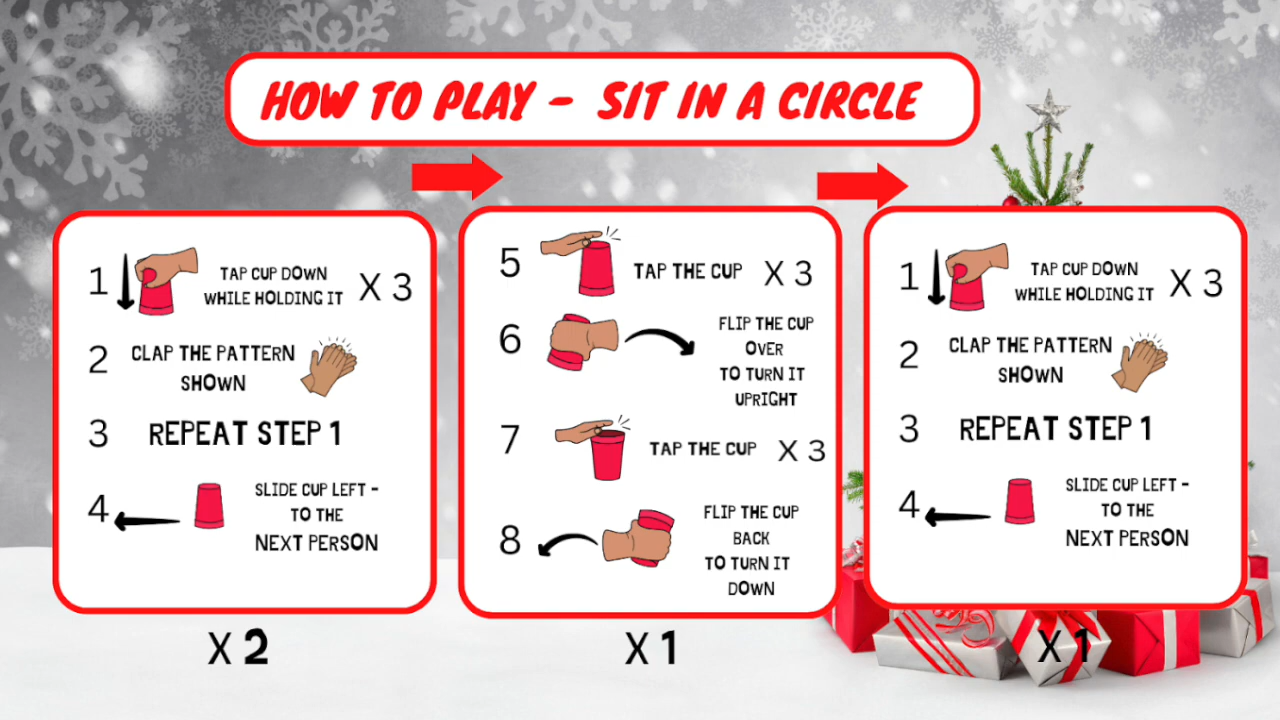 HOW TO PLAY - SIT IN A CIRCLE
1 TAP CUP DOWN
WHILE HOLDING IT X 3
2 CLAP THE PATTERN
SHOWN
3 REPEAT STEP 1
4 SLIDE CUP LEFT -
TO THE
NEXT PERSON
X 2
5 TAP THE CUP X 3
6 FLIP THE CUP
OVER
TO TURN IT
UPRIGHT
7 TAP THE CUP X 3
8 FLIP THE CUP
BACK
TO TURN IT
DOWN
X 1
1 TAP CUP DOWN
WHILE HOLDING IT X 3
2 CLAP THE PATTERN
SHOWN
3 REPEAT STEP 1
4 SLIDE CUP LEFT -
TO THE
NEXT PERSON
X 1